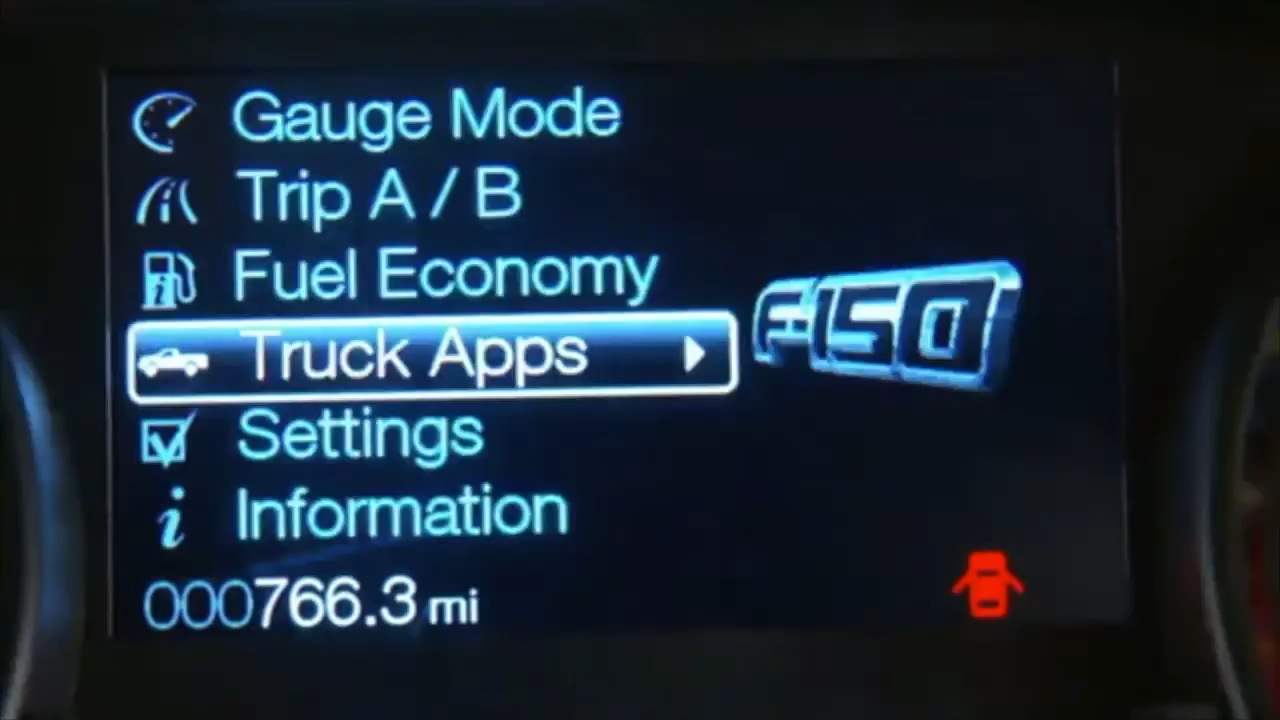 Gauge Mode
Trip A / B
Fuel Economy
F-150
Truck Apps
Settings
Information
000766.3 mi